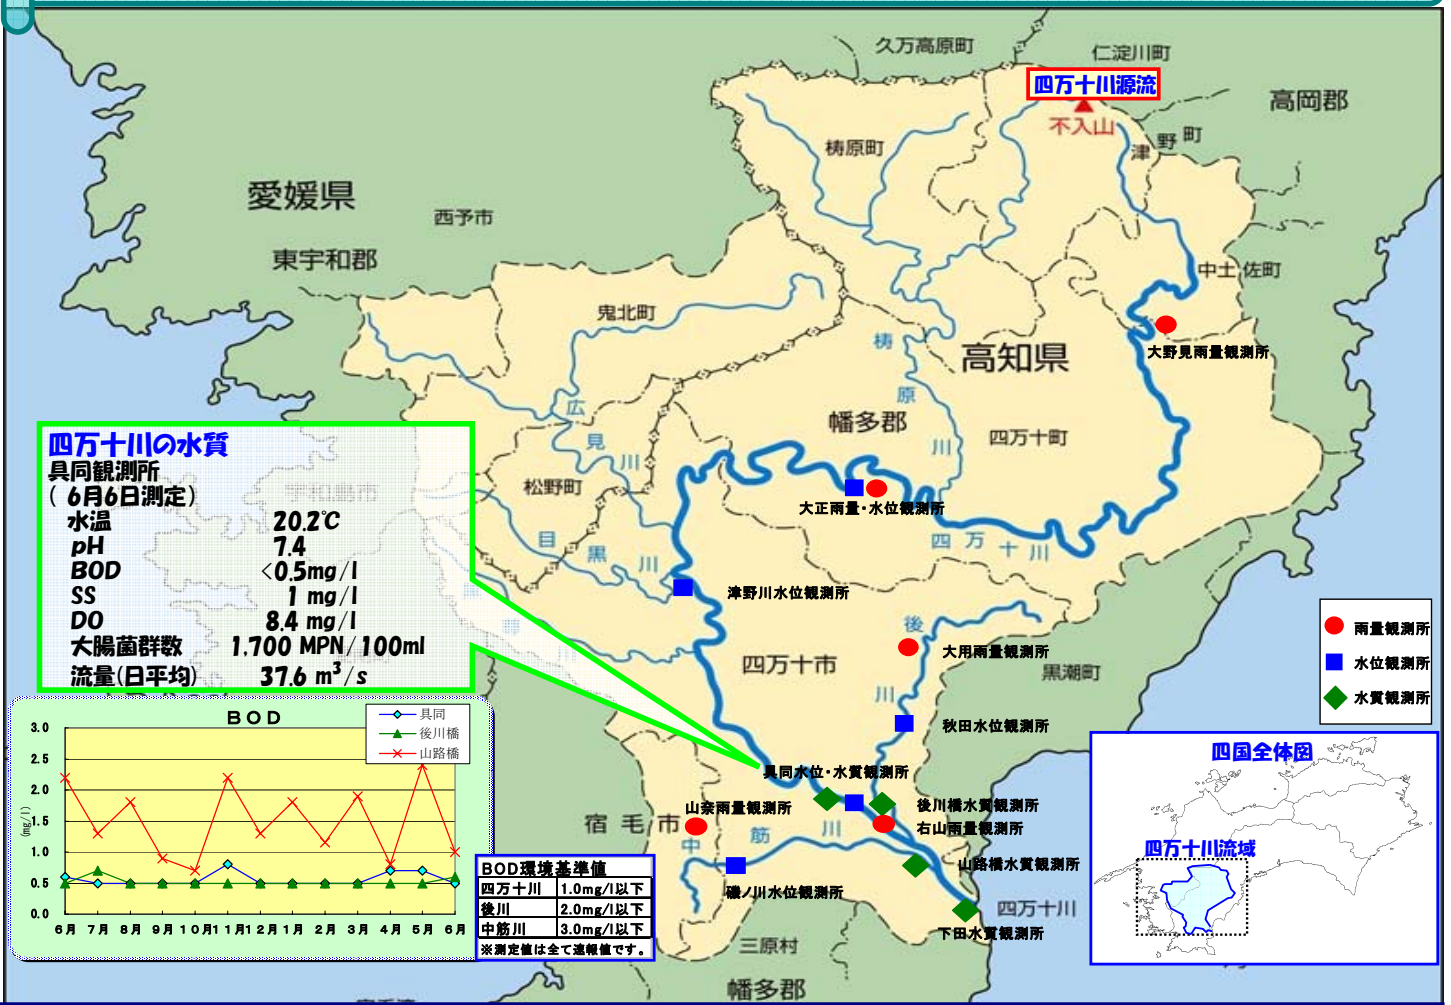 久万高原町
仁淀川町
四万十川源流
不入山
高岡郡
津野町
梼原町
愛媛県
西予市
東宇和郡
中土佐町
鬼北町
大野見雨量観測所
梼原川
高知県
広見川
幡多郡
四万十町
四万十川の水質
具同観測所
( 6月6日測定)
水温 20.2℃
pH 7.4
BOD <0.5mg/l
SS 1 mg/l
DO 8.4 mg/l
大腸菌群数 1,700 MPN/100ml
流量(日平均) 37.6 m³/s
宇和島市
松野町
大正雨量・水位観測所
四万十川
目黒川
津野川水位観測所
後川
大用雨量観測所
四万十市
黒潮町
雨量観測所
水位観測所
水質観測所
秋田水位観測所
具同水位・水質観測所
山奈雨量観測所
後川橋水質観測所
宿毛市
右山雨量観測所
中筋川
山路橋水質観測所
磯ノ川水位観測所
四万十川
下田水質観測所
三原村
幡多郡
BOD
具同
後川橋
山路橋
(mg/l)
3.0
2.5
2.0
1.5
1.0
0.5
0.0
6月 7月 8月 9月 10月 11月 12月 1月 2月 3月 4月 5月 6月
BOD環境基準値
四万十川 1.0mg/l以下
後川 2.0mg/l以下
中筋川 3.0mg/l以下
※測定値は全て速報値です。
四国全体図
四万十川流域